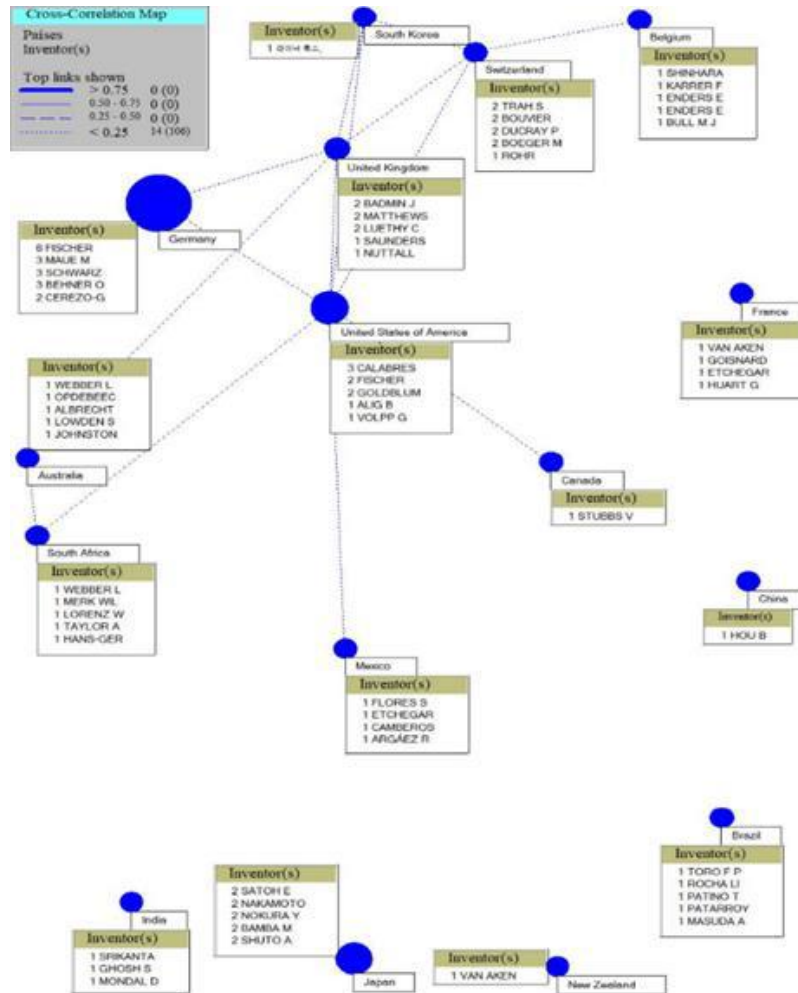 Cross-Correlation Map
Países
Inventor(s)
Top links shown
> 0.75 0 (0)
0.50 - 0.75 0 (0)
0.25 - 0.50 0 (0)
< 0.25 14 (106)
Inventor(s)
1
South Korea
Switzerland
Inventor(s)
2 TRAH S
2 BOUVIER
2 DUCRAY P
2 BOEGER M
1 ROHR
Belgium
Inventor(s)
1 SHINHARA
1 KARRER F
1 ENDERS E
1 ENDERS E
1 BULL M J
United Kingdom
Inventor(s)
2 BADMIN J
2 MATTHEWS
2 LUETHY C
1 SAUNDERS
1 NUTTALL
Germany
Inventor(s)
6 FISCHER
3 MAUE M
3 SCHWARZ
3 BEHNER O
2 CEREZO-G
United States of America
Inventor(s)
3 CALABRES
2 FISCHER
2 GOLDBLUM
1 ALIG B
1 VOLPP G
France
Inventor(s)
1 VAN AKEN
1 GOISNARD
1 ETCHEGAR
1 HUART G
Inventor(s)
1 WEBBER L
1 OPDEBEEC
1 ALBRECHT
1 LOWDEN S
1 JOHNSTON
Australia
Canada
Inventor(s)
1 STUBBS V
South Africa
Inventor(s)
1 WEBBER L
1 MERK WIL
1 LORENZ W
1 TAYLOR A
1 HANS-GER
China
Inventor(s)
1 HOU B
Mexico
Inventor(s)
1 FLORES S
1 ETCHEGAR
1 CAMBEROS
1 ARGÁEZ R
Brazil
Inventor(s)
1 TORO F P
1 ROCHA LI
1 PATINO T
1 PATARROY
1 MASUDA A
India
Inventor(s)
1 SRIKANTA
1 GHOSH S
1 MONDAL D
Inventor(s)
2 SATOH E
2 NAKAMOTO
2 NOKURA Y
2 BAMBA M
2 SHUTO A
Japan
Inventor(s)
1 VAN AKEN
New Zealand